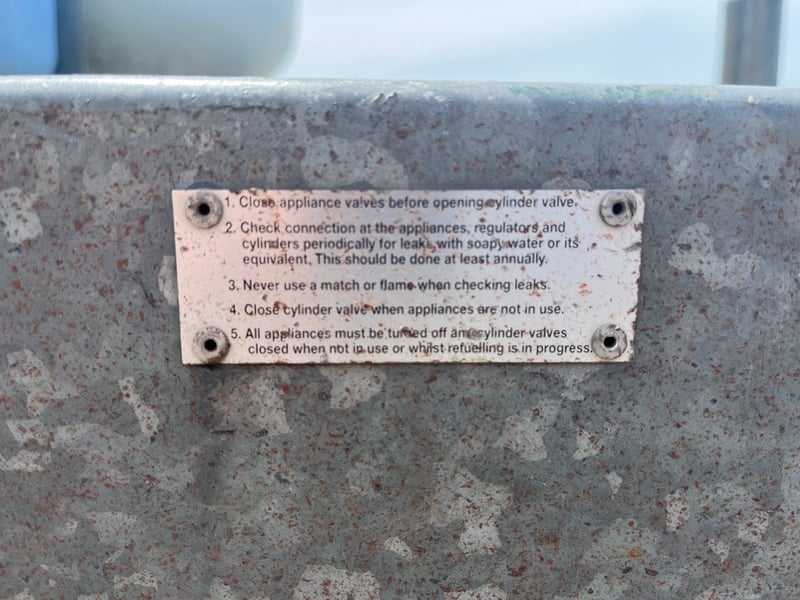 1. Close appliance valves before opening cylinder valve.
2. Check connection at the appliances, regulators and
cylinders periodically for leaks with soapy water or its
equivalent. This should be done at least annually.
3. Never use a match or flame when checking leaks.
4. Close cylinder valve when appliances are not in use.
5. All appliances must be turned off and cylinder valves
closed when not in use or whilst refuelling is in progress.